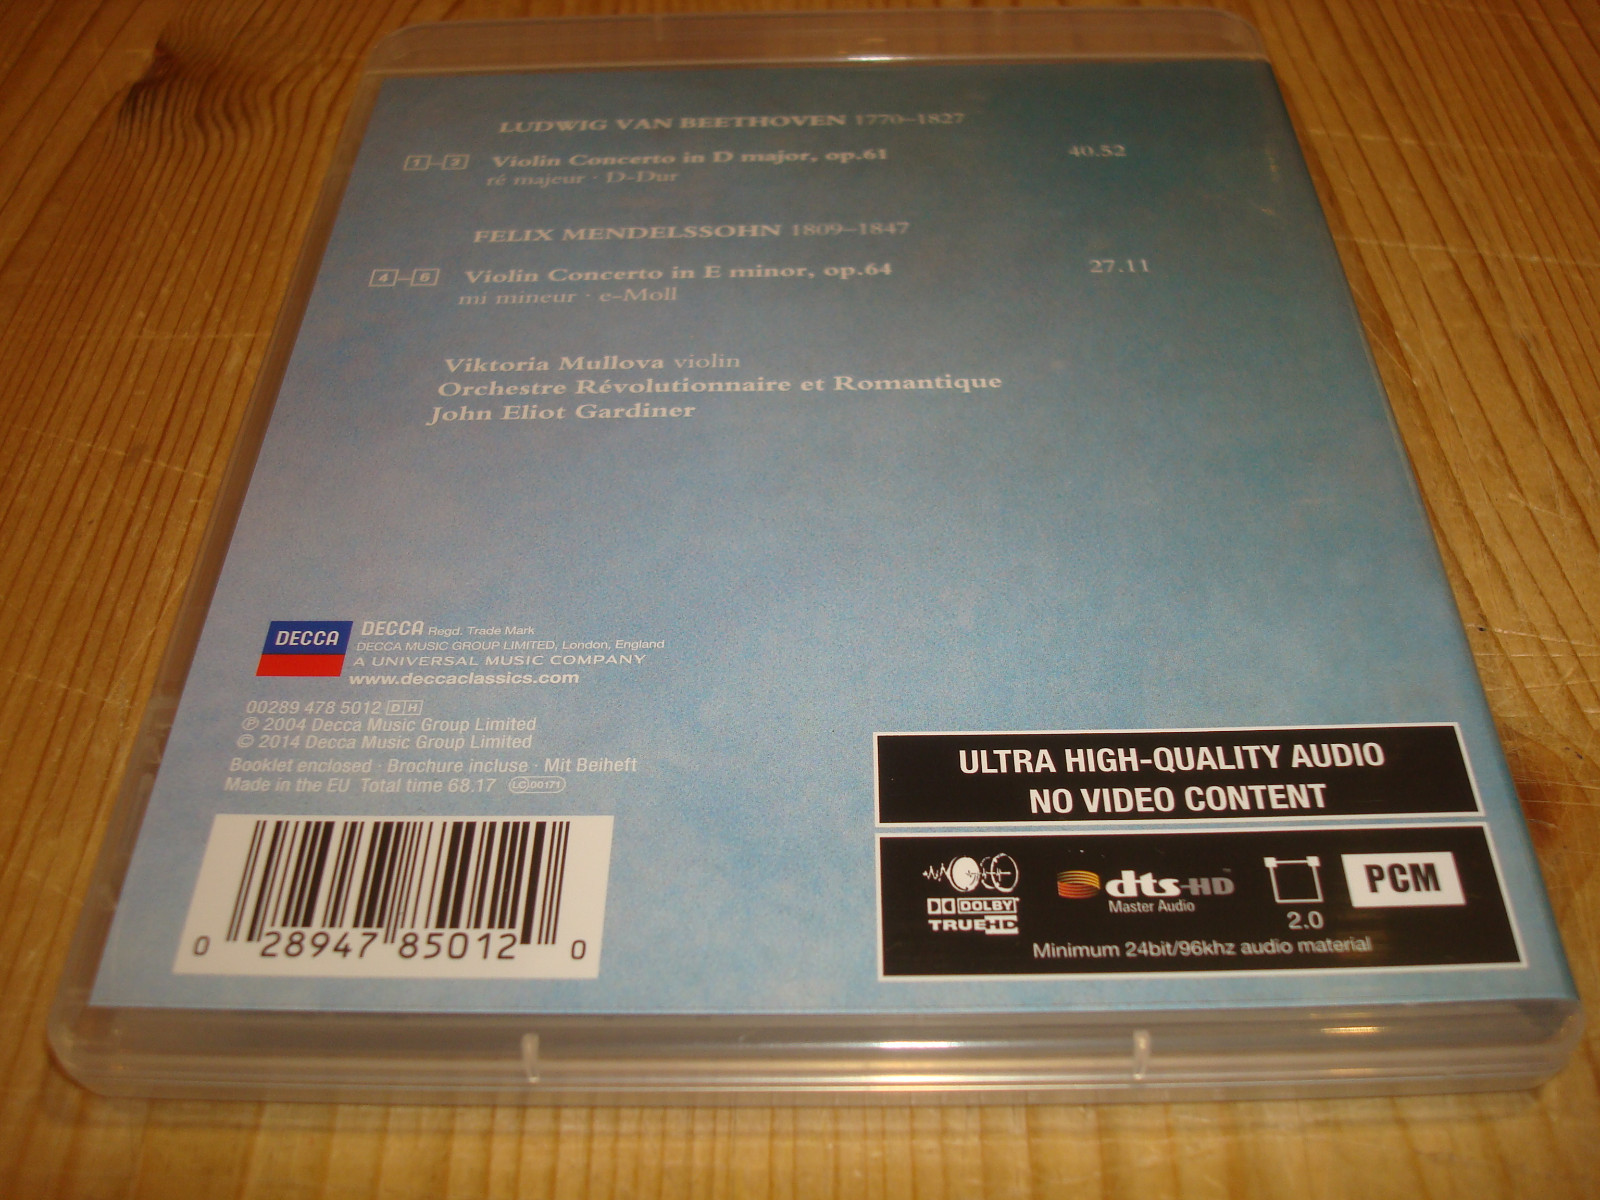 LUDWIG VAN BEETHOVEN 1770–1827
1–3 Violin Concerto in D major, op.61 40.52
ré majeur · D-Dur
FELIX MENDELSSOHN 1809–1847
4–6 Violin Concerto in E minor, op.64 27.11
mi mineur · e-Moll
Viktoria Mullova violin
Orchestre Révolutionnaire et Romantique
John Eliot Gardiner
DECCA
DECCA Regd. Trade Mark
DECCA MUSIC GROUP LIMITED, London, England
A UNIVERSAL MUSIC COMPANY
www.deccaclassics.com
00289 478 5012 DH
℗ 2004 Decca Music Group Limited
© 2014 Decca Music Group Limited
Booklet enclosed · Brochure incluse · Mit Beiheft
Made in the EU Total time 68.17 LC 00171
0 28947 85012 0
ULTRA HIGH-QUALITY AUDIO
NO VIDEO CONTENT
DOLBY
TRUEHD
dts-HD™
Master Audio
2.0
PCM
Minimum 24bit/96khz audio material